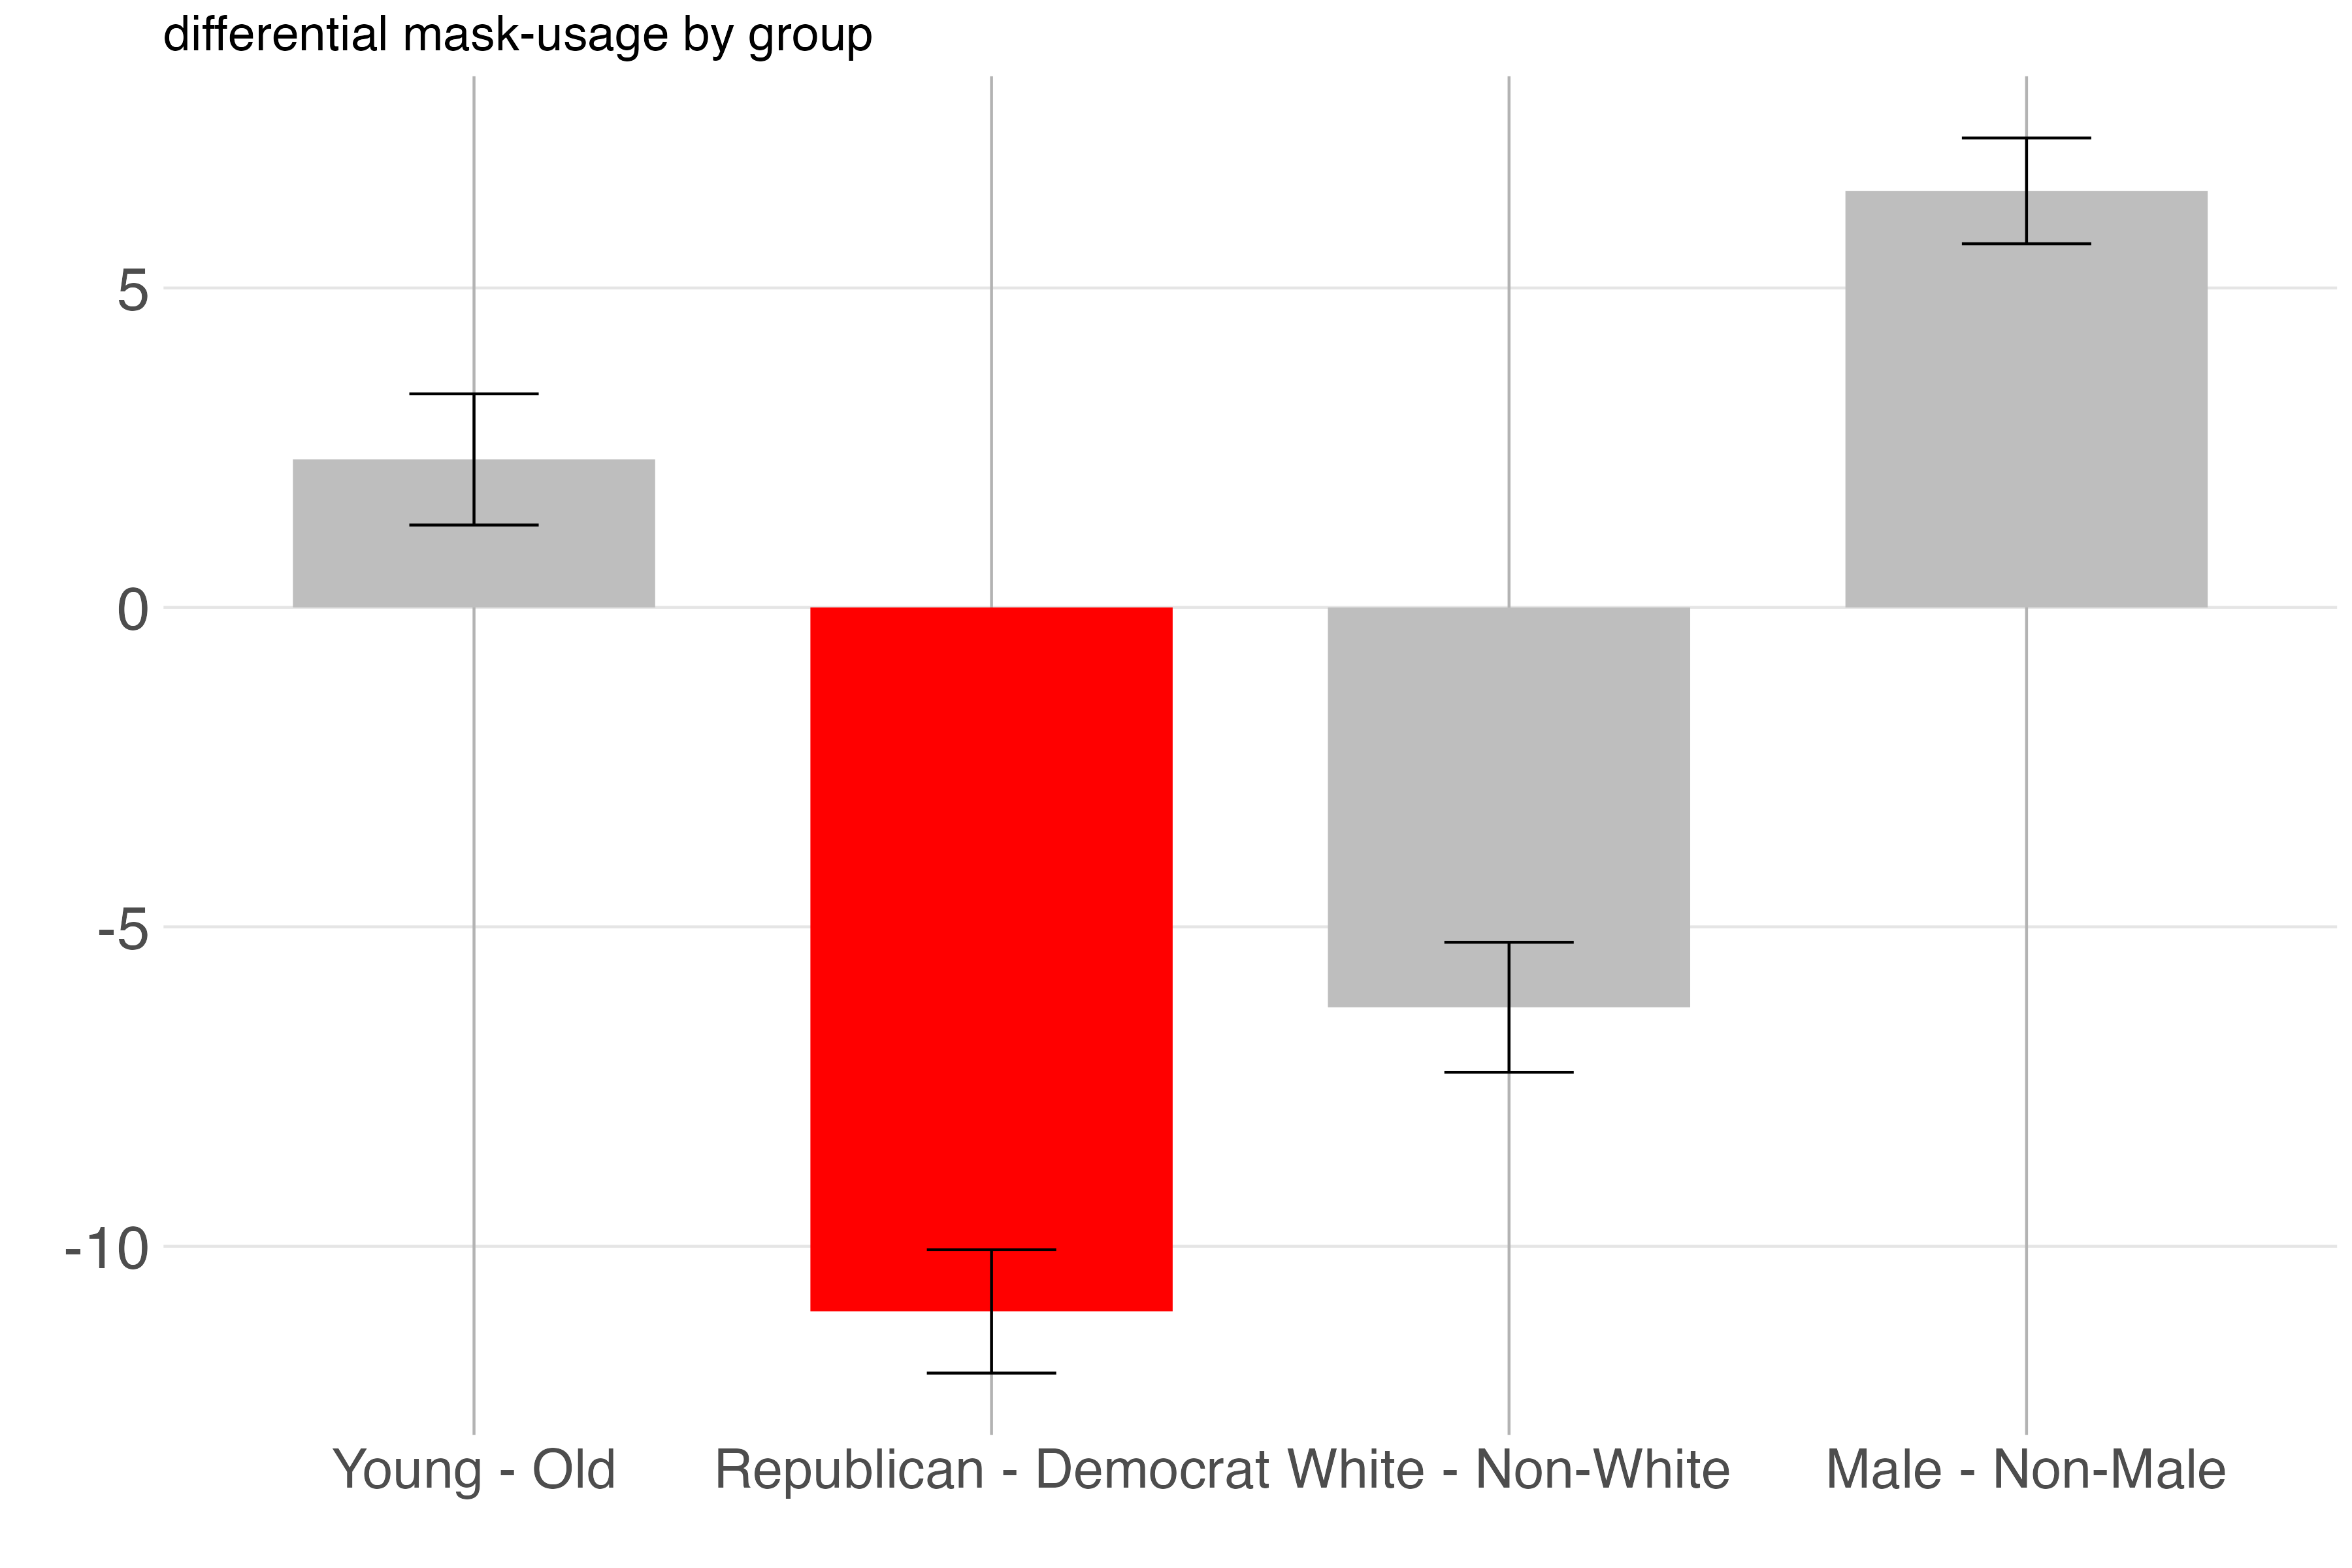 differential mask-usage by group
5
0
-5
-10
Young - Old
Republican - Democrat
White - Non-White
Male - Non-Male